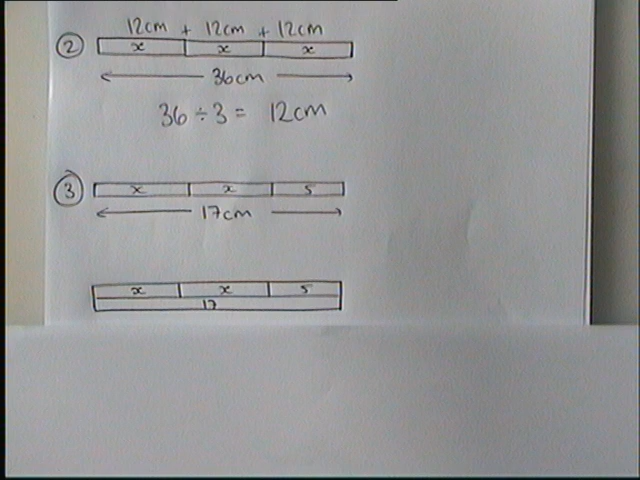 12cm + 12cm + 12cm
② x x x
36cm
36 ÷ 3 = 12cm
③ x x 5
17cm
x x 5
17